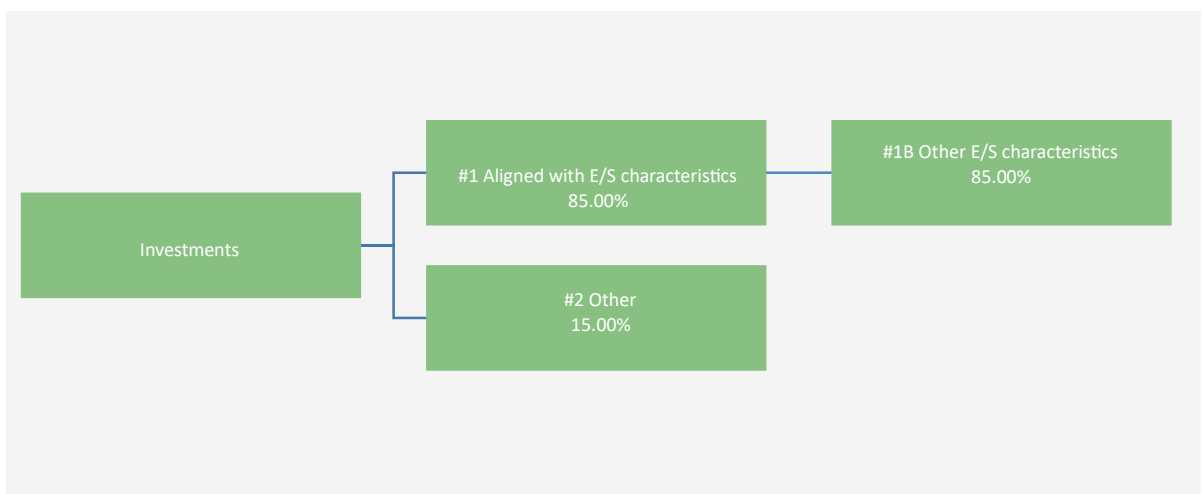 Investments
#1 Aligned with E/S characteristics
85.00%
#1B Other E/S characteristics
85.00%
#2 Other
15.00%